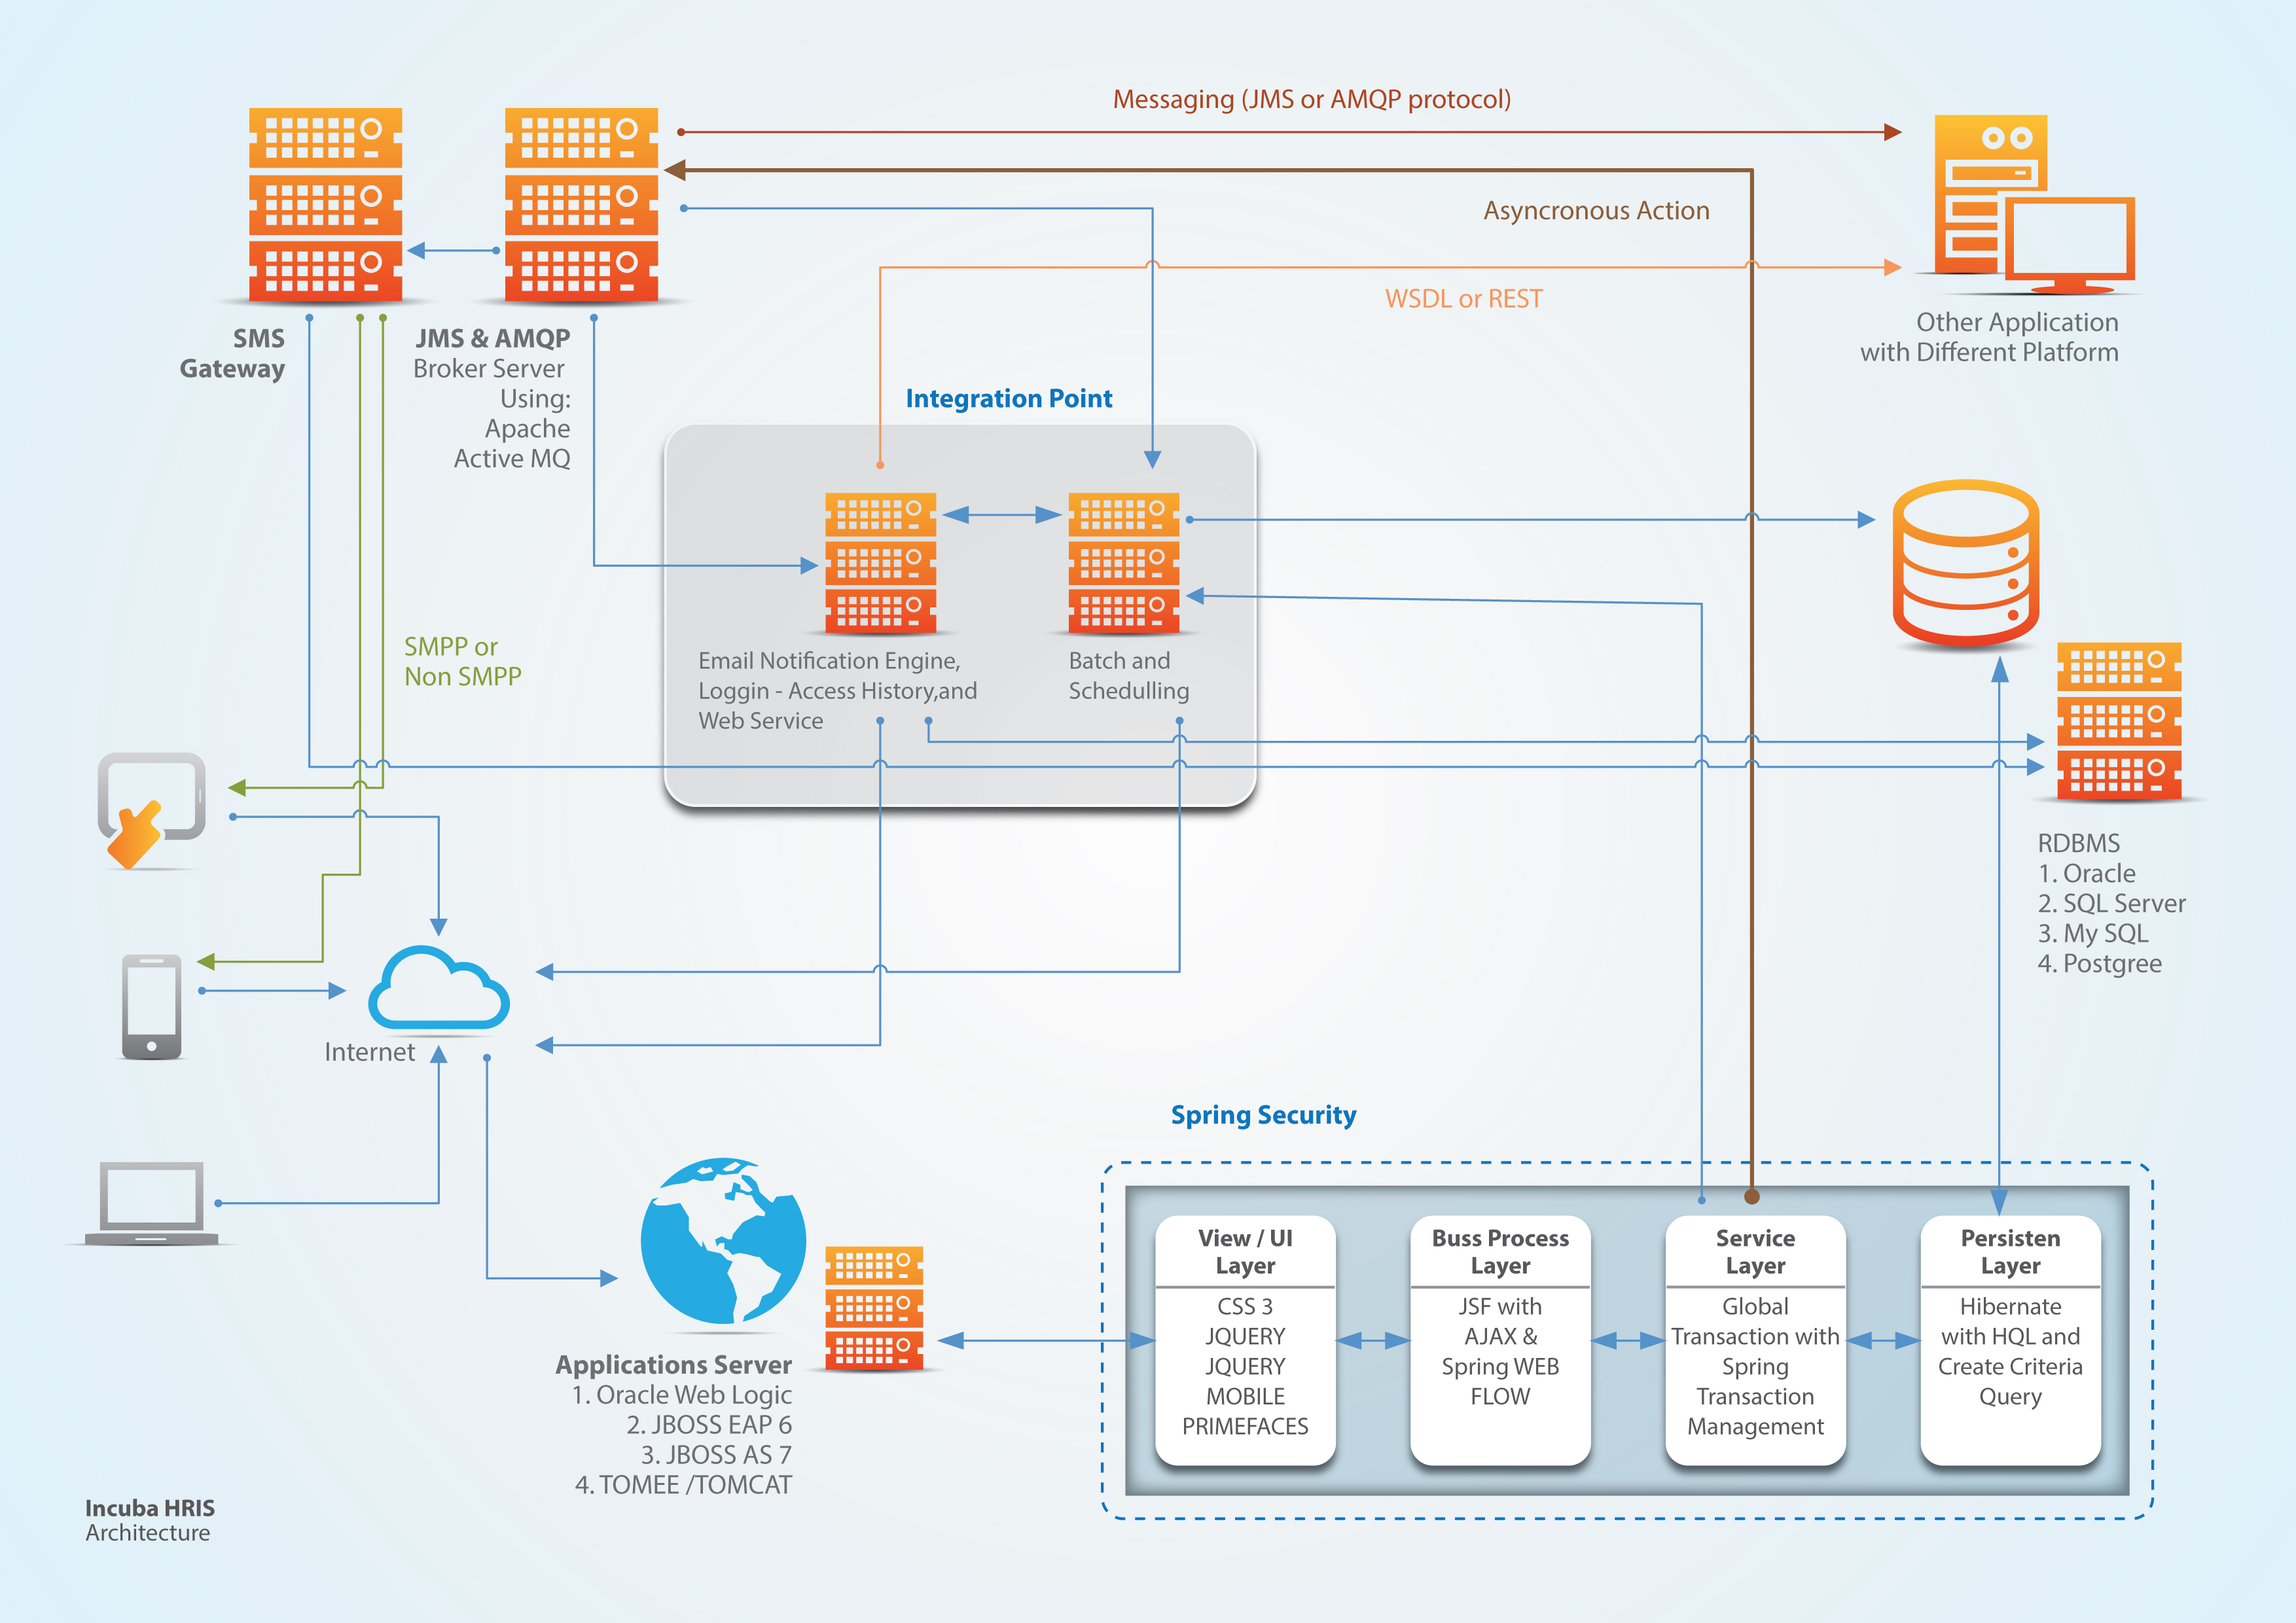 Messaging (JMS or AMQP protocol)
Asyncronous Action
WSDL or REST
Other Application
with Different Platform
SMS
Gateway
JMS & AMQP
Broker Server
Using:
Apache
Active MQ
Integration Point
SMPP or
Non SMPP
Email Notification Engine,
Loggin - Access History,and
Web Service
Batch and
Schedulling
RDBMS
1. Oracle
2. SQL Server
3. My SQL
4. Postgree
Internet
Spring Security
Applications Server
1. Oracle Web Logic
2. JBOSS EAP 6
3. JBOSS AS 7
4. TOMEE /TOMCAT
View / UI
Layer
CSS 3
JQUERY
JQUERY
MOBILE
PRIMEFACES
Buss Process
Layer
JSF with
AJAX &
Spring WEB
FLOW
Service
Layer
Global
Transaction with
Spring
Transaction
Management
Persisten
Layer
Hibernate
with HQL and
Create Criteria
Query
Incuba HRIS
Architecture